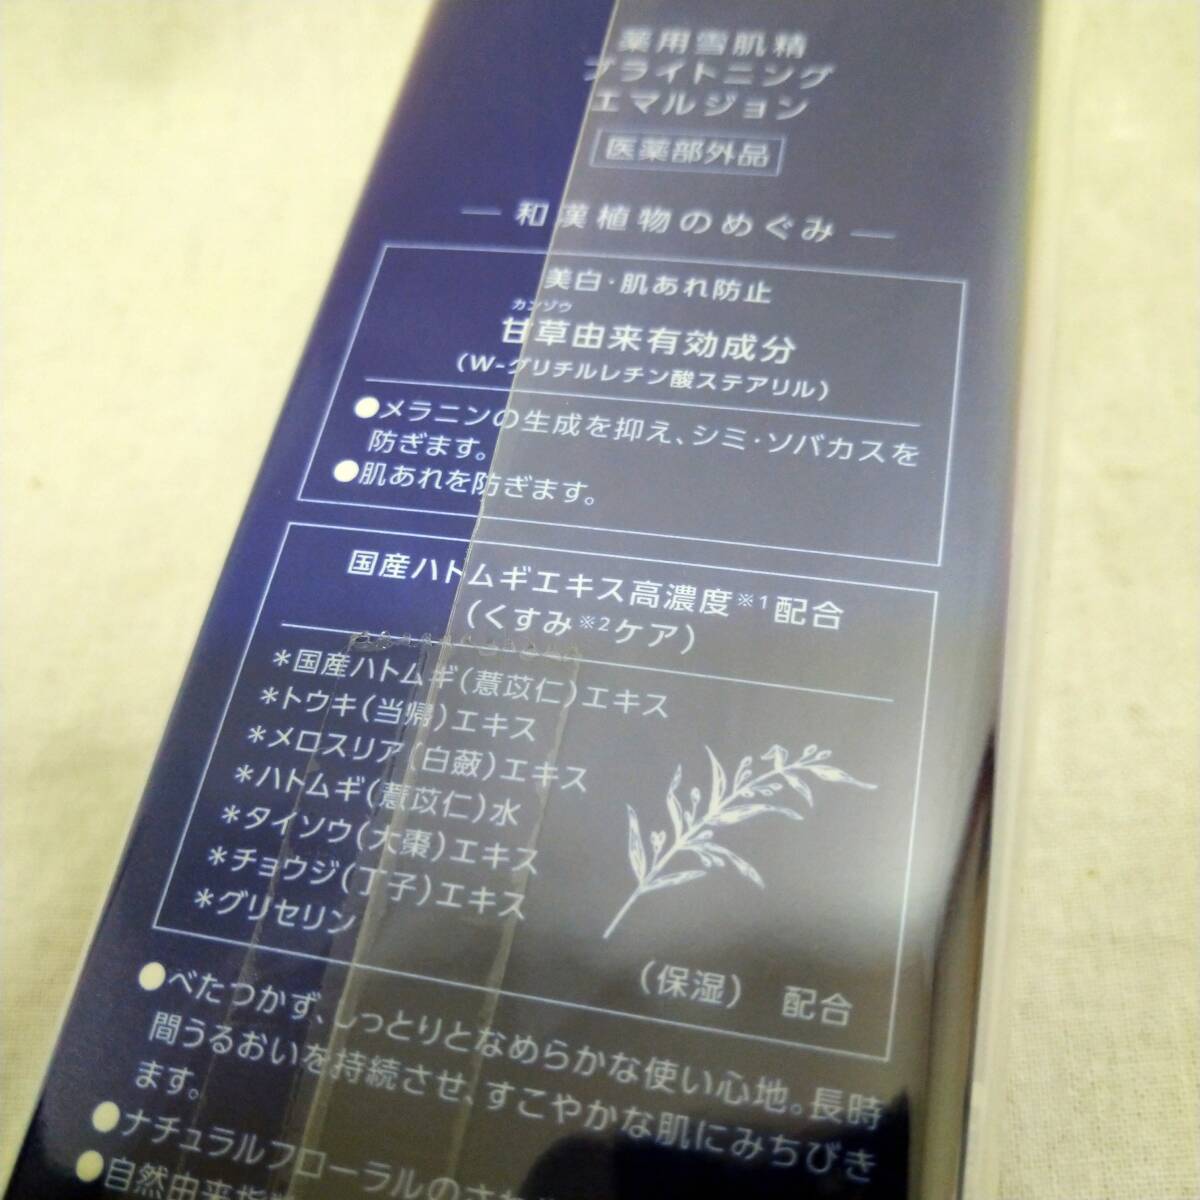 薬用雪肌精
ブライトニング
エマルジョン
医薬部外品
― 和漢植物のめぐみ ―
美白・肌あれ防止
カンゾウ
甘草由来有効成分
(W-グリチルレチン酸ステアリル)
●メラニンの生成を抑え、シミ・ソバカスを
防ぎます。
●肌あれを防ぎます。
国産ハトムギエキス高濃度※1配合
(くすみ※2ケア)
*国産ハトムギ(薏苡仁)エキス
*トウキ(当帰)エキス
*メロスリア(白蘞)エキス
*ハトムギ(薏苡仁)水
*タイソウ(大棗)エキス
*チョウジ(丁子)エキス
*グリセリン
(保湿) 配合
●べたつかず、しっとりとなめらかな使い心地。長時
間うるおいを持続させ、すこやかな肌にみちびき
ます。
●ナチュラルフローラルのさわ
●自然由来指数